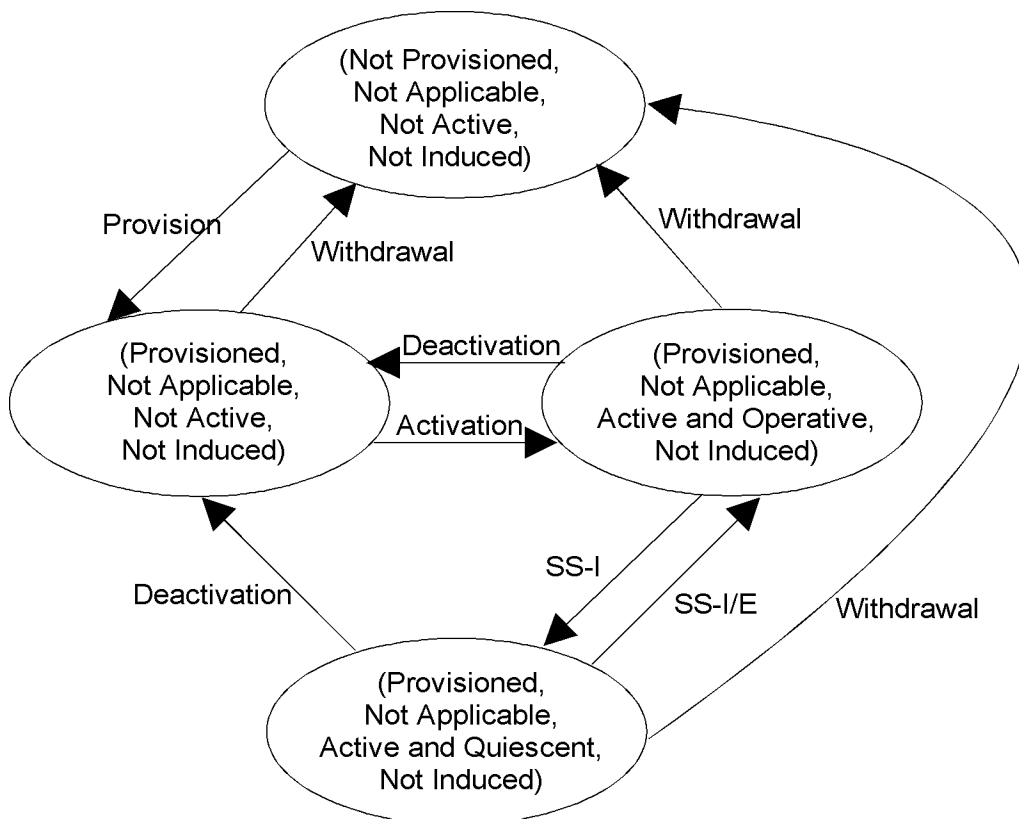 (Not Provisioned,
Not Applicable,
Not Active,
Not Induced)
Provision
Withdrawal
Withdrawal
(Provisioned,
Not Applicable,
Not Active,
Not Induced)
Deactivation
Activation
(Provisioned,
Not Applicable,
Active and Operative,
Not Induced)
Deactivation
SS-I
SS-I/E
Withdrawal
(Provisioned,
Not Applicable,
Active and Quiescent,
Not Induced)